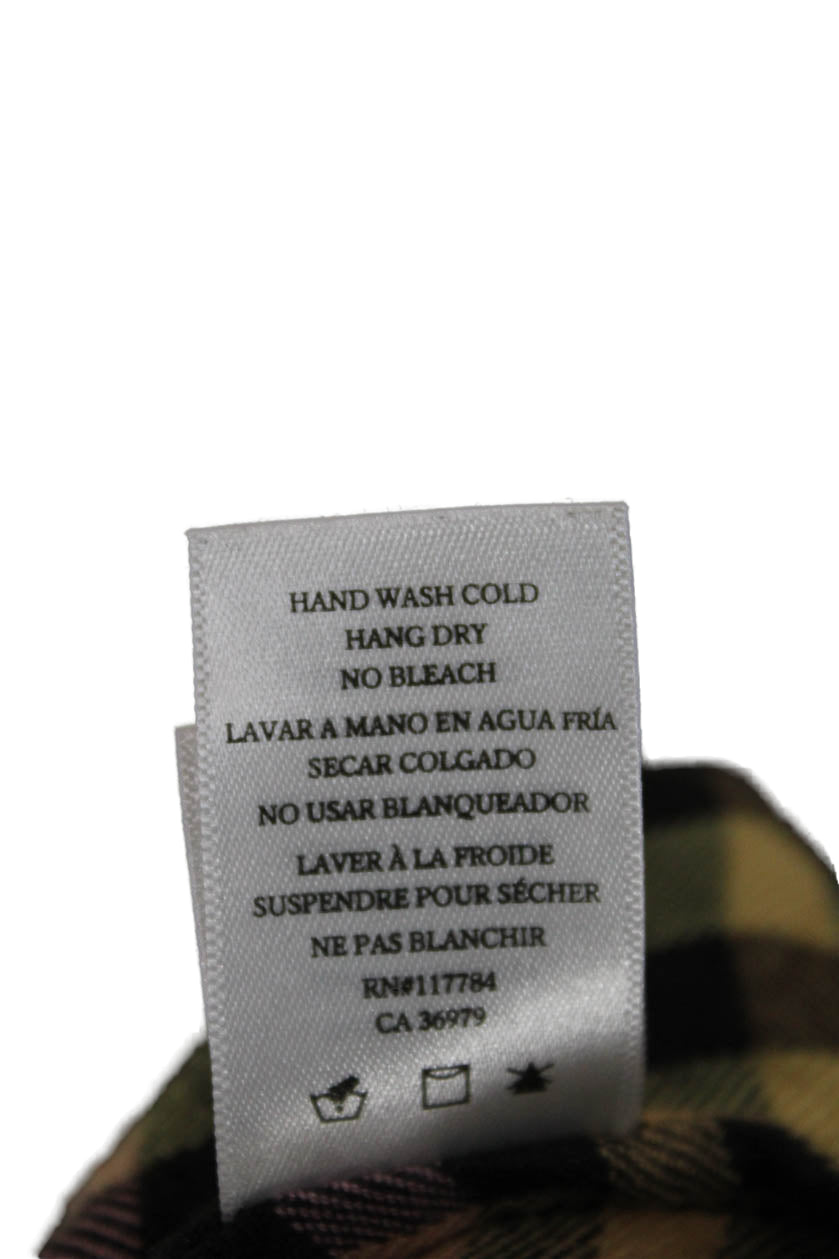 HAND WASH COLD
HANG DRY
NO BLEACH
LAVAR A MANO EN AGUA FRÍA
SECAR COLGADO
NO USAR BLANQUEADOR
LAVER À LA FROIDE
SUSPENDRE POUR SÉCHER
NE PAS BLANCHIR
RN#117784
CA 36979